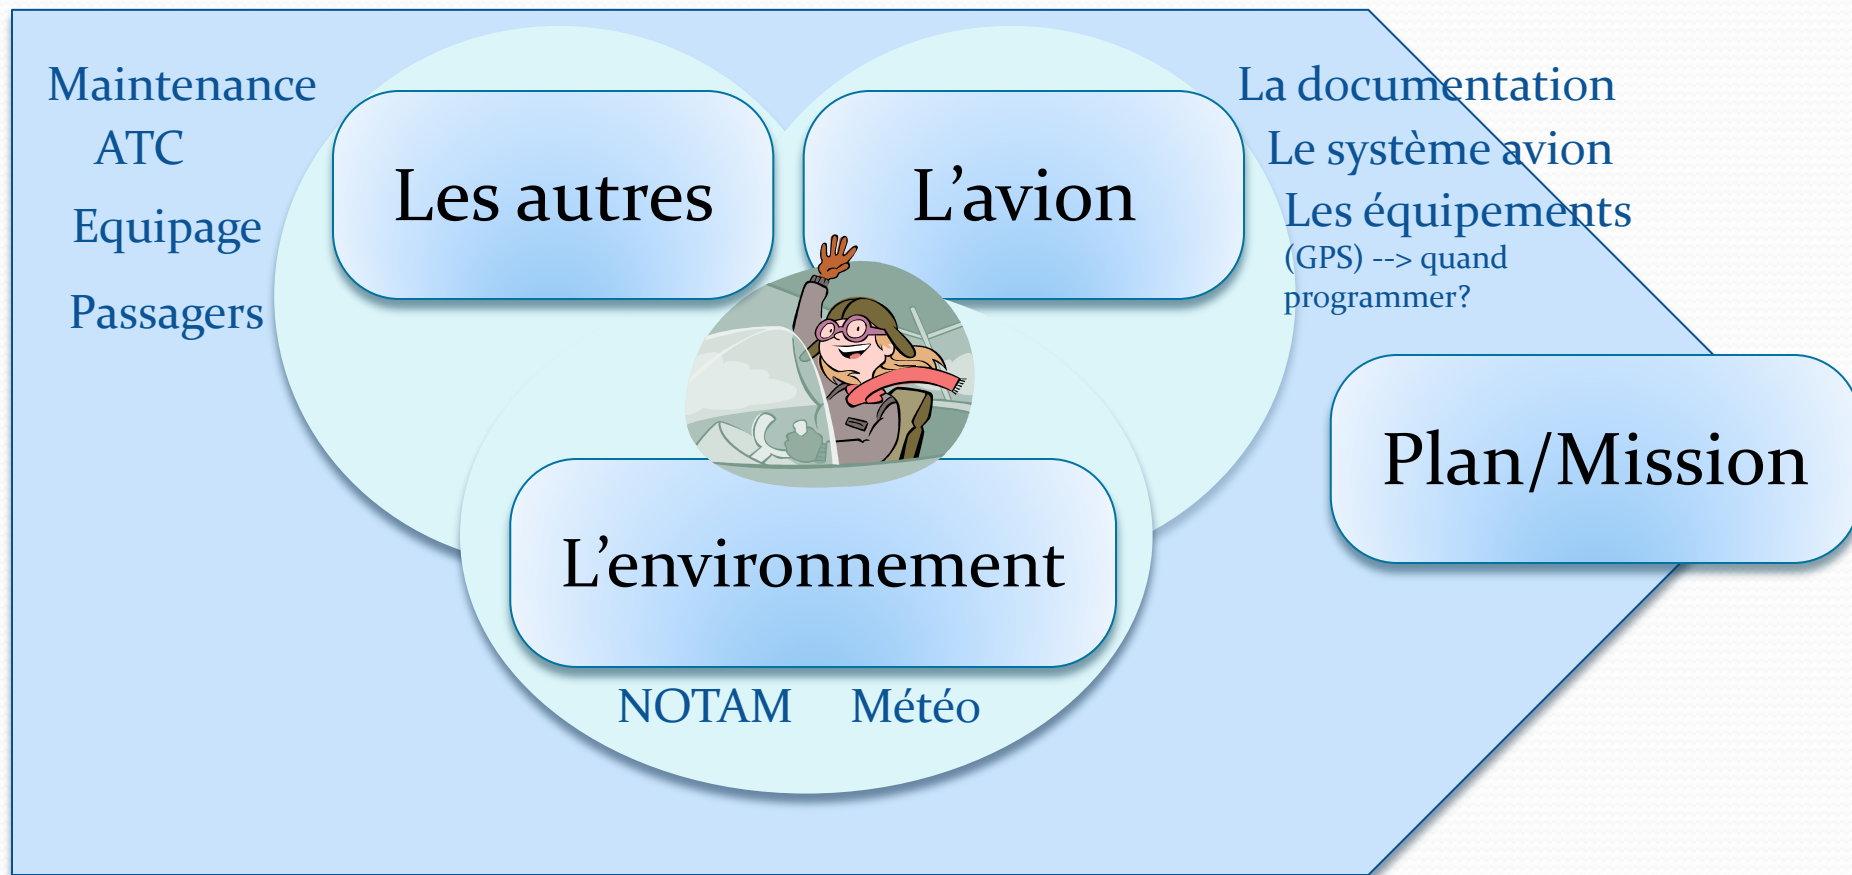 Maintenance
ATC
Equipage
Passagers
Les autres
L’avion
La documentation
Le système avion
Les équipements
(GPS) --> quand
programmer?
Plan/Mission
L’environnement
NOTAM Météo